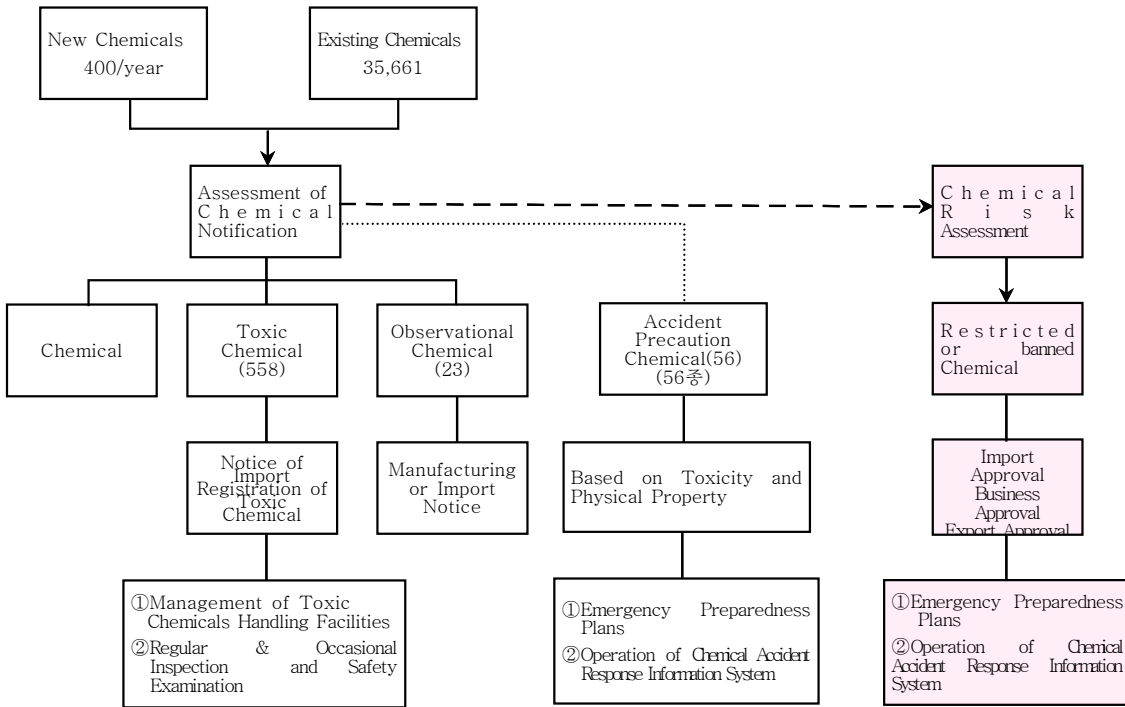 New Chemicals
400/year
Existing Chemicals
35,661
Assessment of
Chemical
Notification
Chemical
Risk
Assessment
Chemical
Toxic
Chemical
(558)
Observational
Chemical
(23)
Accident
Precaution
Chemical(56)
(56종)
Restricted
or banned
Chemical
Notice of
Import
Registration of
Toxic
Chemical
Manufacturing
or Import
Notice
Based on Toxicity and
Physical Property
Import
Approval
Business
Approval
Export Approval
①Management of Toxic
Chemicals Handling Facilities
②Regular & Occasional
Inspection and Safety
Examination
①Emergency Preparedness
Plans
②Operation of Chemical Accident
Response Information System
①Emergency Preparedness
Plans
②Operation of Chemical
Accident Response Information
System